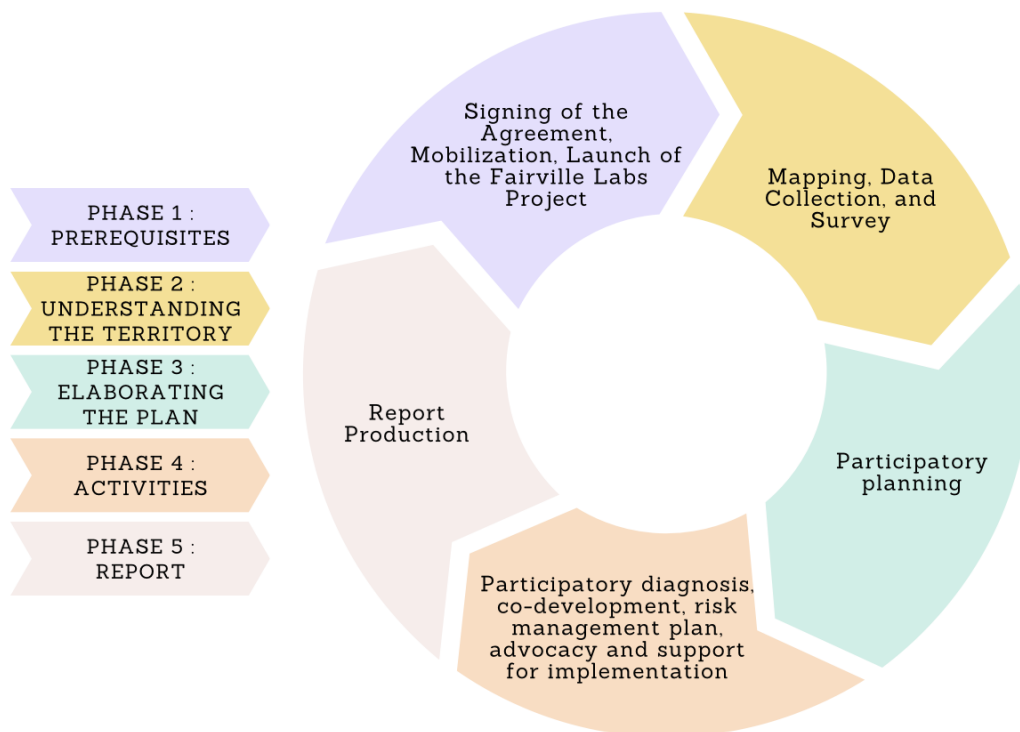 PHASE 1 :
PREREQUISITES
PHASE 2 :
UNDERSTANDING
THE TERRITORY
PHASE 3 :
ELABORATING
THE PLAN
PHASE 4 :
ACTIVITIES
PHASE 5 :
REPORT
Signing of the
Agreement,
Mobilization, Launch of
the Fairville Labs
Project
Mapping, Data
Collection, and
Survey
Participatory
planning
Participatory diagnosis,
co-development, risk
management plan,
advocacy and support
for implementation
Report
Production